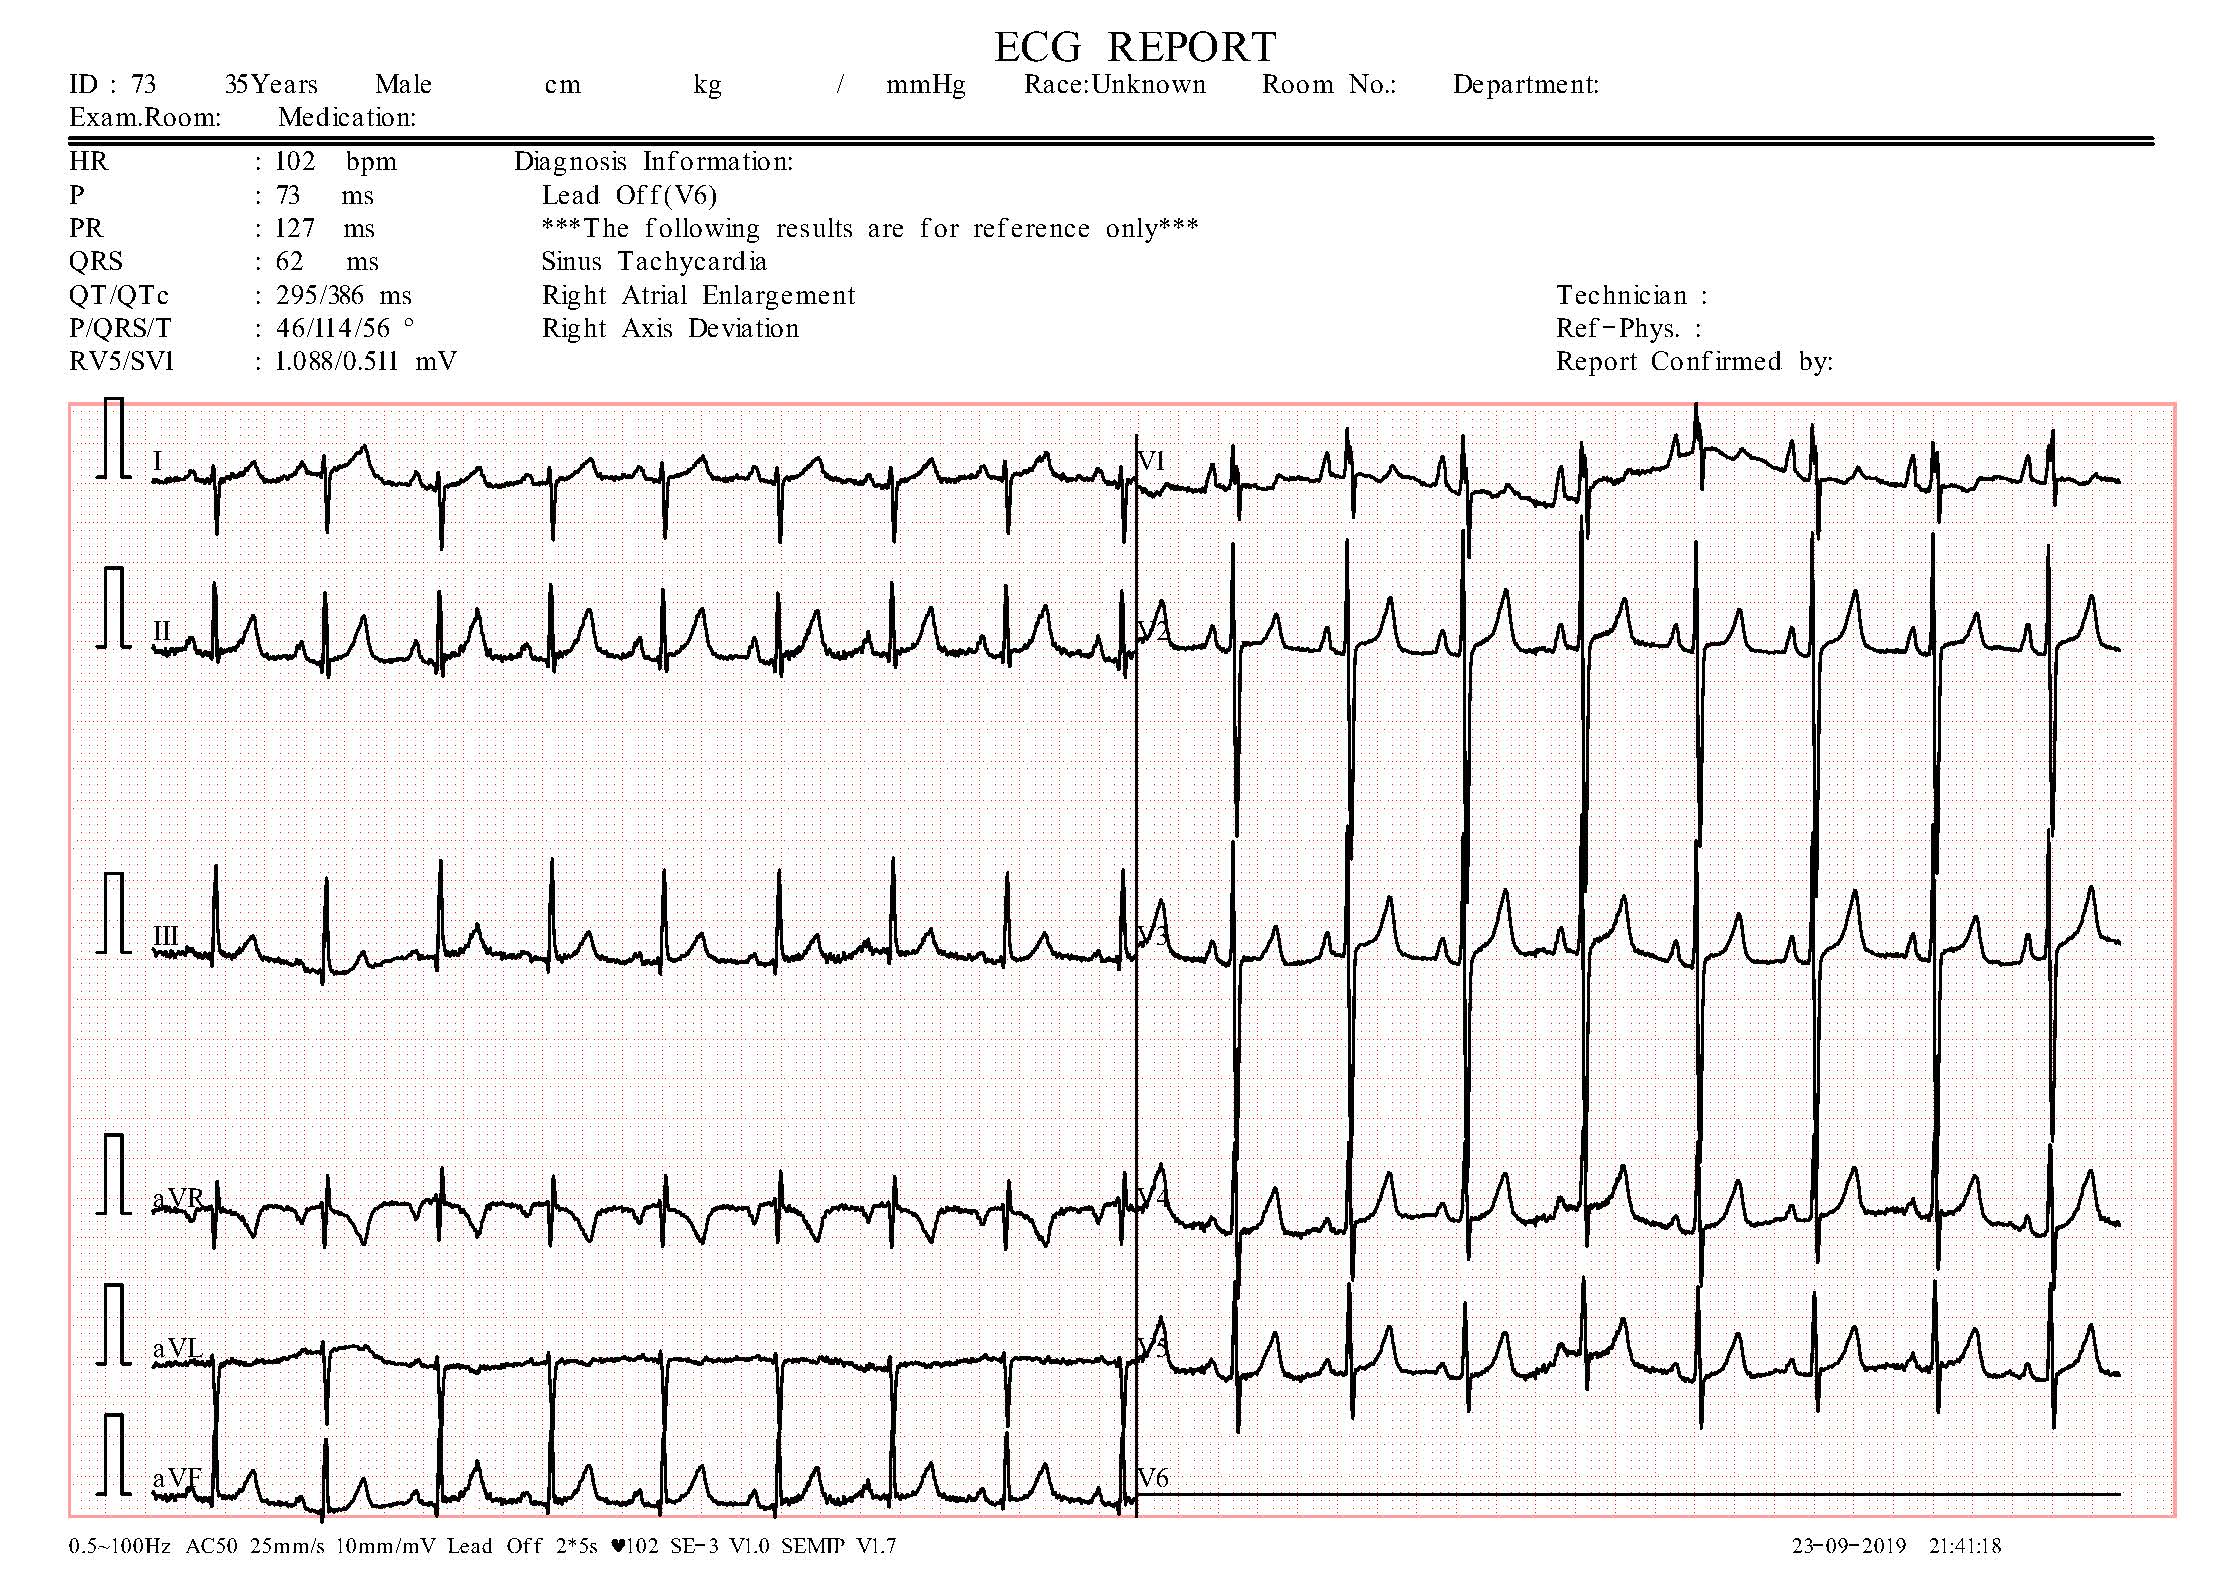 ECG REPORT
ID : 73 35Years Male cm kg / mmHg Race:Unknown Room No.: Department:
Exam.Room: Medication:
HR : 102 bpm Diagnosis Information:
P : 73 ms Lead Off(V6)
PR : 127 ms ***The following results are for reference only***
QRS : 62 ms Sinus Tachycardia
QT/QTc : 295/386 ms Right Atrial Enlargement Technician :
P/QRS/T : 46/114/56 ° Right Axis Deviation Ref-Phys. :
RV5/SV1 : 1.088/0.511 mV Report Confirmed by:
I V1
II V2
III V3
aVR V4
aVL V5
aVF V6
0.5~100Hz AC50 25mm/s 10mm/mV Lead Off 2*5s ♥102 SE-3 V1.0 SEMIP V1.7 23-09-2019 21:41:18